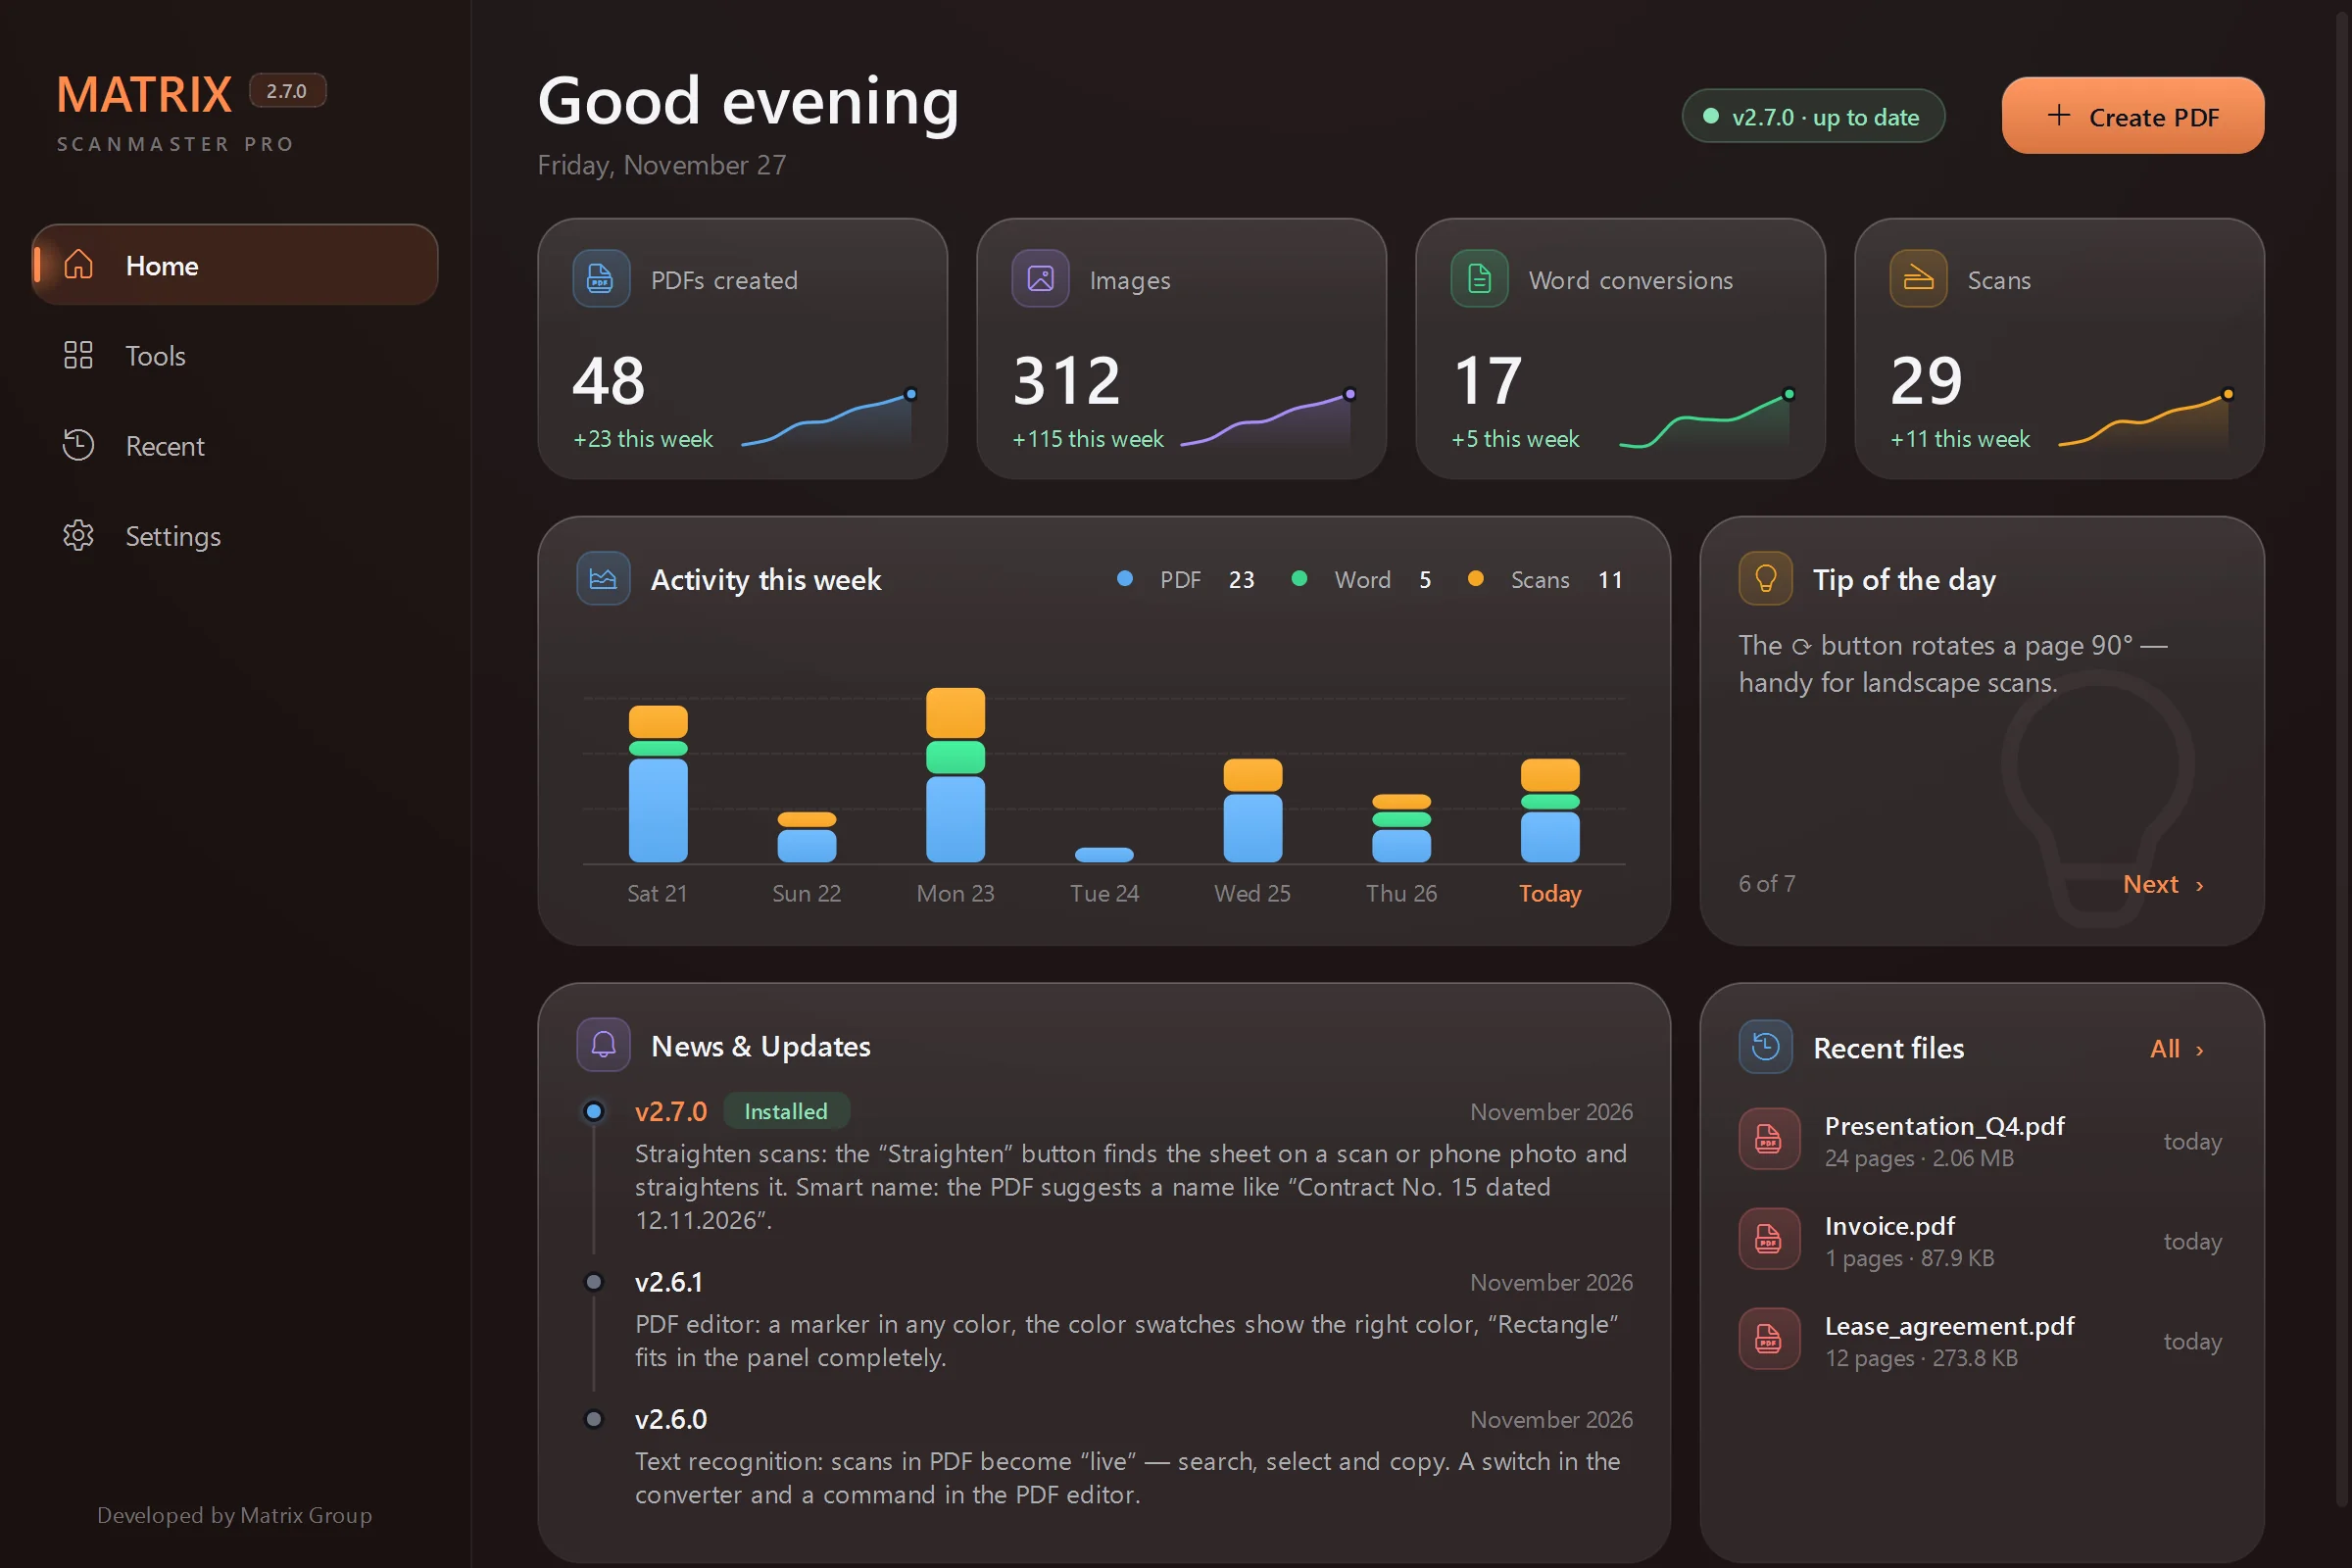 MATRIX 2.7.0
SCANMASTER PRO
Home
Tools
Recent
Settings
Developed by Matrix Group
Good evening
Friday, November 27
v2.7.0 · up to date
+ Create PDF
PDFs created
48
+23 this week
Images
312
+115 this week
Word conversions
17
+5 this week
Scans
29
+11 this week
Activity this week
PDF 23 Word 5 Scans 11
Sat 21 Sun 22 Mon 23 Tue 24 Wed 25 Thu 26 Today
Tip of the day
The ⟳ button rotates a page 90° —
handy for landscape scans.
6 of 7
Next ›
News & Updates
v2.7.0 Installed November 2026
Straighten scans: the “Straighten” button finds the sheet on a scan or phone photo and
straightens it. Smart name: the PDF suggests a name like “Contract No. 15 dated
12.11.2026”.
v2.6.1 November 2026
PDF editor: a marker in any color, the color swatches show the right color, “Rectangle”
fits in the panel completely.
v2.6.0 November 2026
Text recognition: scans in PDF become “live” — search, select and copy. A switch in the
converter and a command in the PDF editor.
Recent files
All ›
Presentation_Q4.pdf
24 pages · 2.06 MB
today
Invoice.pdf
1 pages · 87.9 KB
today
Lease_agreement.pdf
12 pages · 273.8 KB
today